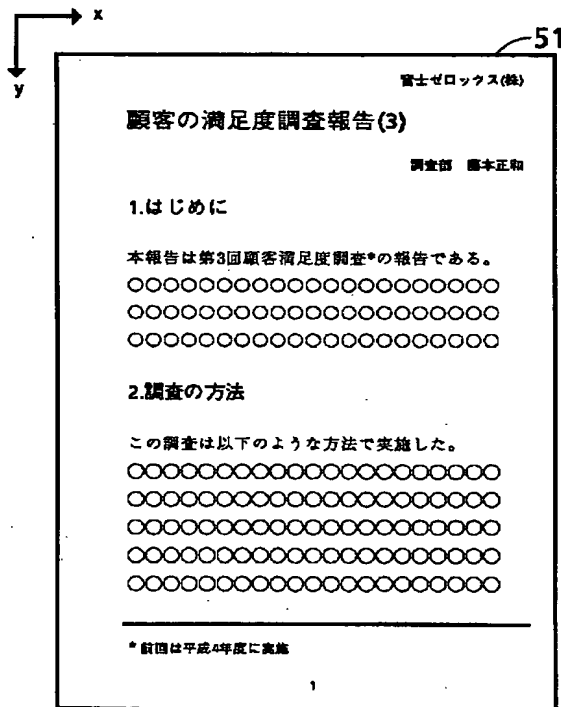 x
51
y
富士ゼロックス(株)
顧客の満足度調査報告(3)
調査部 藤本正和
1.はじめに
本報告は第3回顧客満足度調査*の報告である。
○○○○○○○○○○○○○○○○○○○○○
○○○○○○○○○○○○○○○○○○○○○
○○○○○○○○○○○○○○○○○○○○○
2.調査の方法
この調査は以下のような方法で実施した。
○○○○○○○○○○○○○○○○○○○○○
○○○○○○○○○○○○○○○○○○○○○
○○○○○○○○○○○○○○○○○○○○○
○○○○○○○○○○○○○○○○○○○○○
○○○○○○○○○○○○○○○○○○○○○
* 前回は平成4年度に実施
1